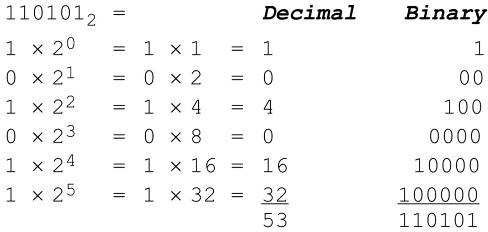 110101₂ = Decimal Binary
1 × 2⁰ = 1 × 1 = 1 1
0 × 2¹ = 0 × 2 = 0 00
1 × 2² = 1 × 4 = 4 100
0 × 2³ = 0 × 8 = 0 0000
1 × 2⁴ = 1 × 16 = 16 10000
1 × 2⁵ = 1 × 32 = 32 100000
53 110101